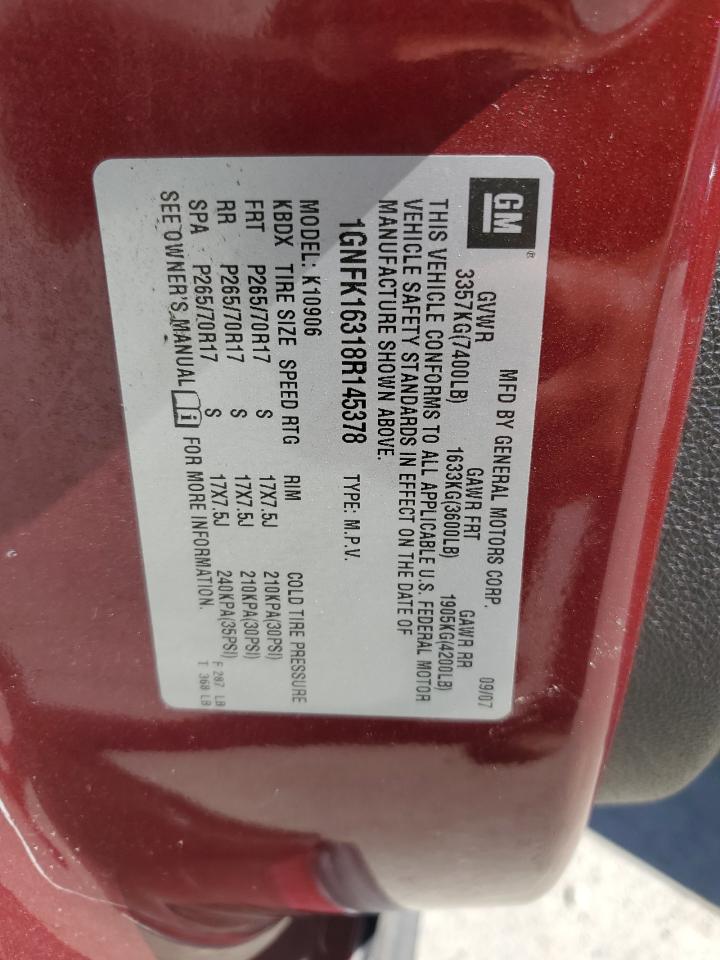 GM®
MFD BY GENERAL MOTORS CORP. 09/07
GVWR GAWR FRT GAWR RR
3357KG(7400LB) 1633KG(3600LB) 1905KG(4200LB)
THIS VEHICLE CONFORMS TO ALL APPLICABLE U.S. FEDERAL MOTOR
VEHICLE SAFETY STANDARDS IN EFFECT ON THE DATE OF
MANUFACTURE SHOWN ABOVE.
1GNFK16318R145378 TYPE: M.P.V.
MODEL: K10906
KBDX TIRE SIZE SPEED RTG RIM COLD TIRE PRESSURE
FRT P265/70R17 S 17X7.5J 210KPA(30PSI)
RR P265/70R17 S 17X7.5J 210KPA(30PSI)
SPA P265/70R17 S 17X7.5J 240KPA(35PSI)
SEE OWNER'S MANUAL i FOR MORE INFORMATION.
F 287 LB
T 368 LB